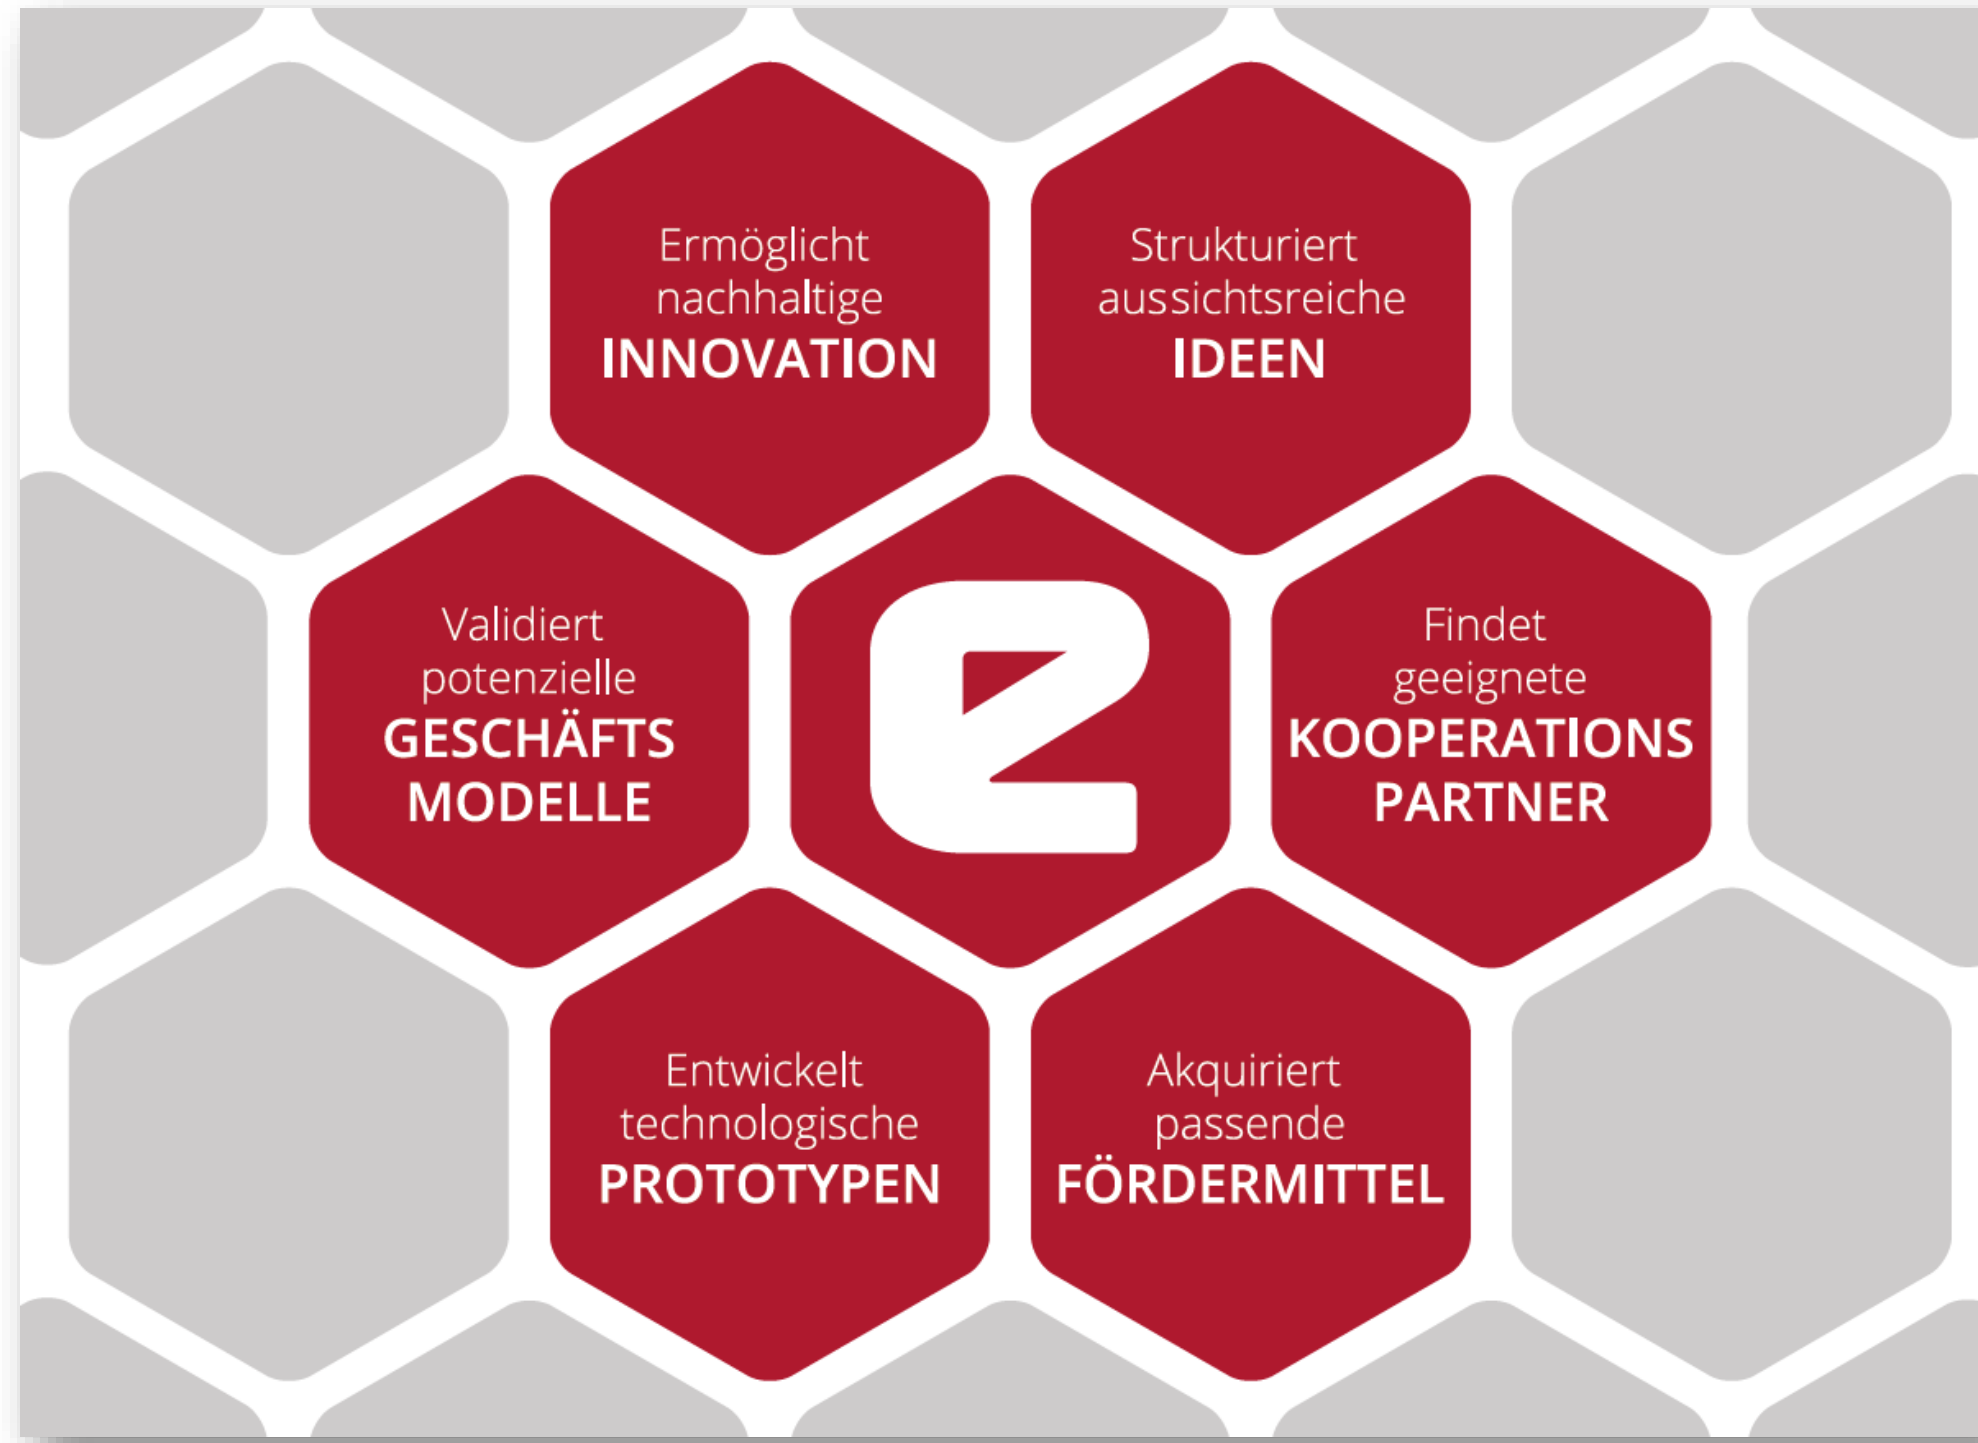 Ermöglicht
nachhaltige
INNOVATION
Strukturiert
aussichtsreiche
IDEEN
Validiert
potenzielle
GESCHÄFTS
MODELLE
e
Findet
geeignete
KOOPERATIONS
PARTNER
Entwickelt
technologische
PROTOTYPEN
Akquiriert
passende
FÖRDERMITTEL